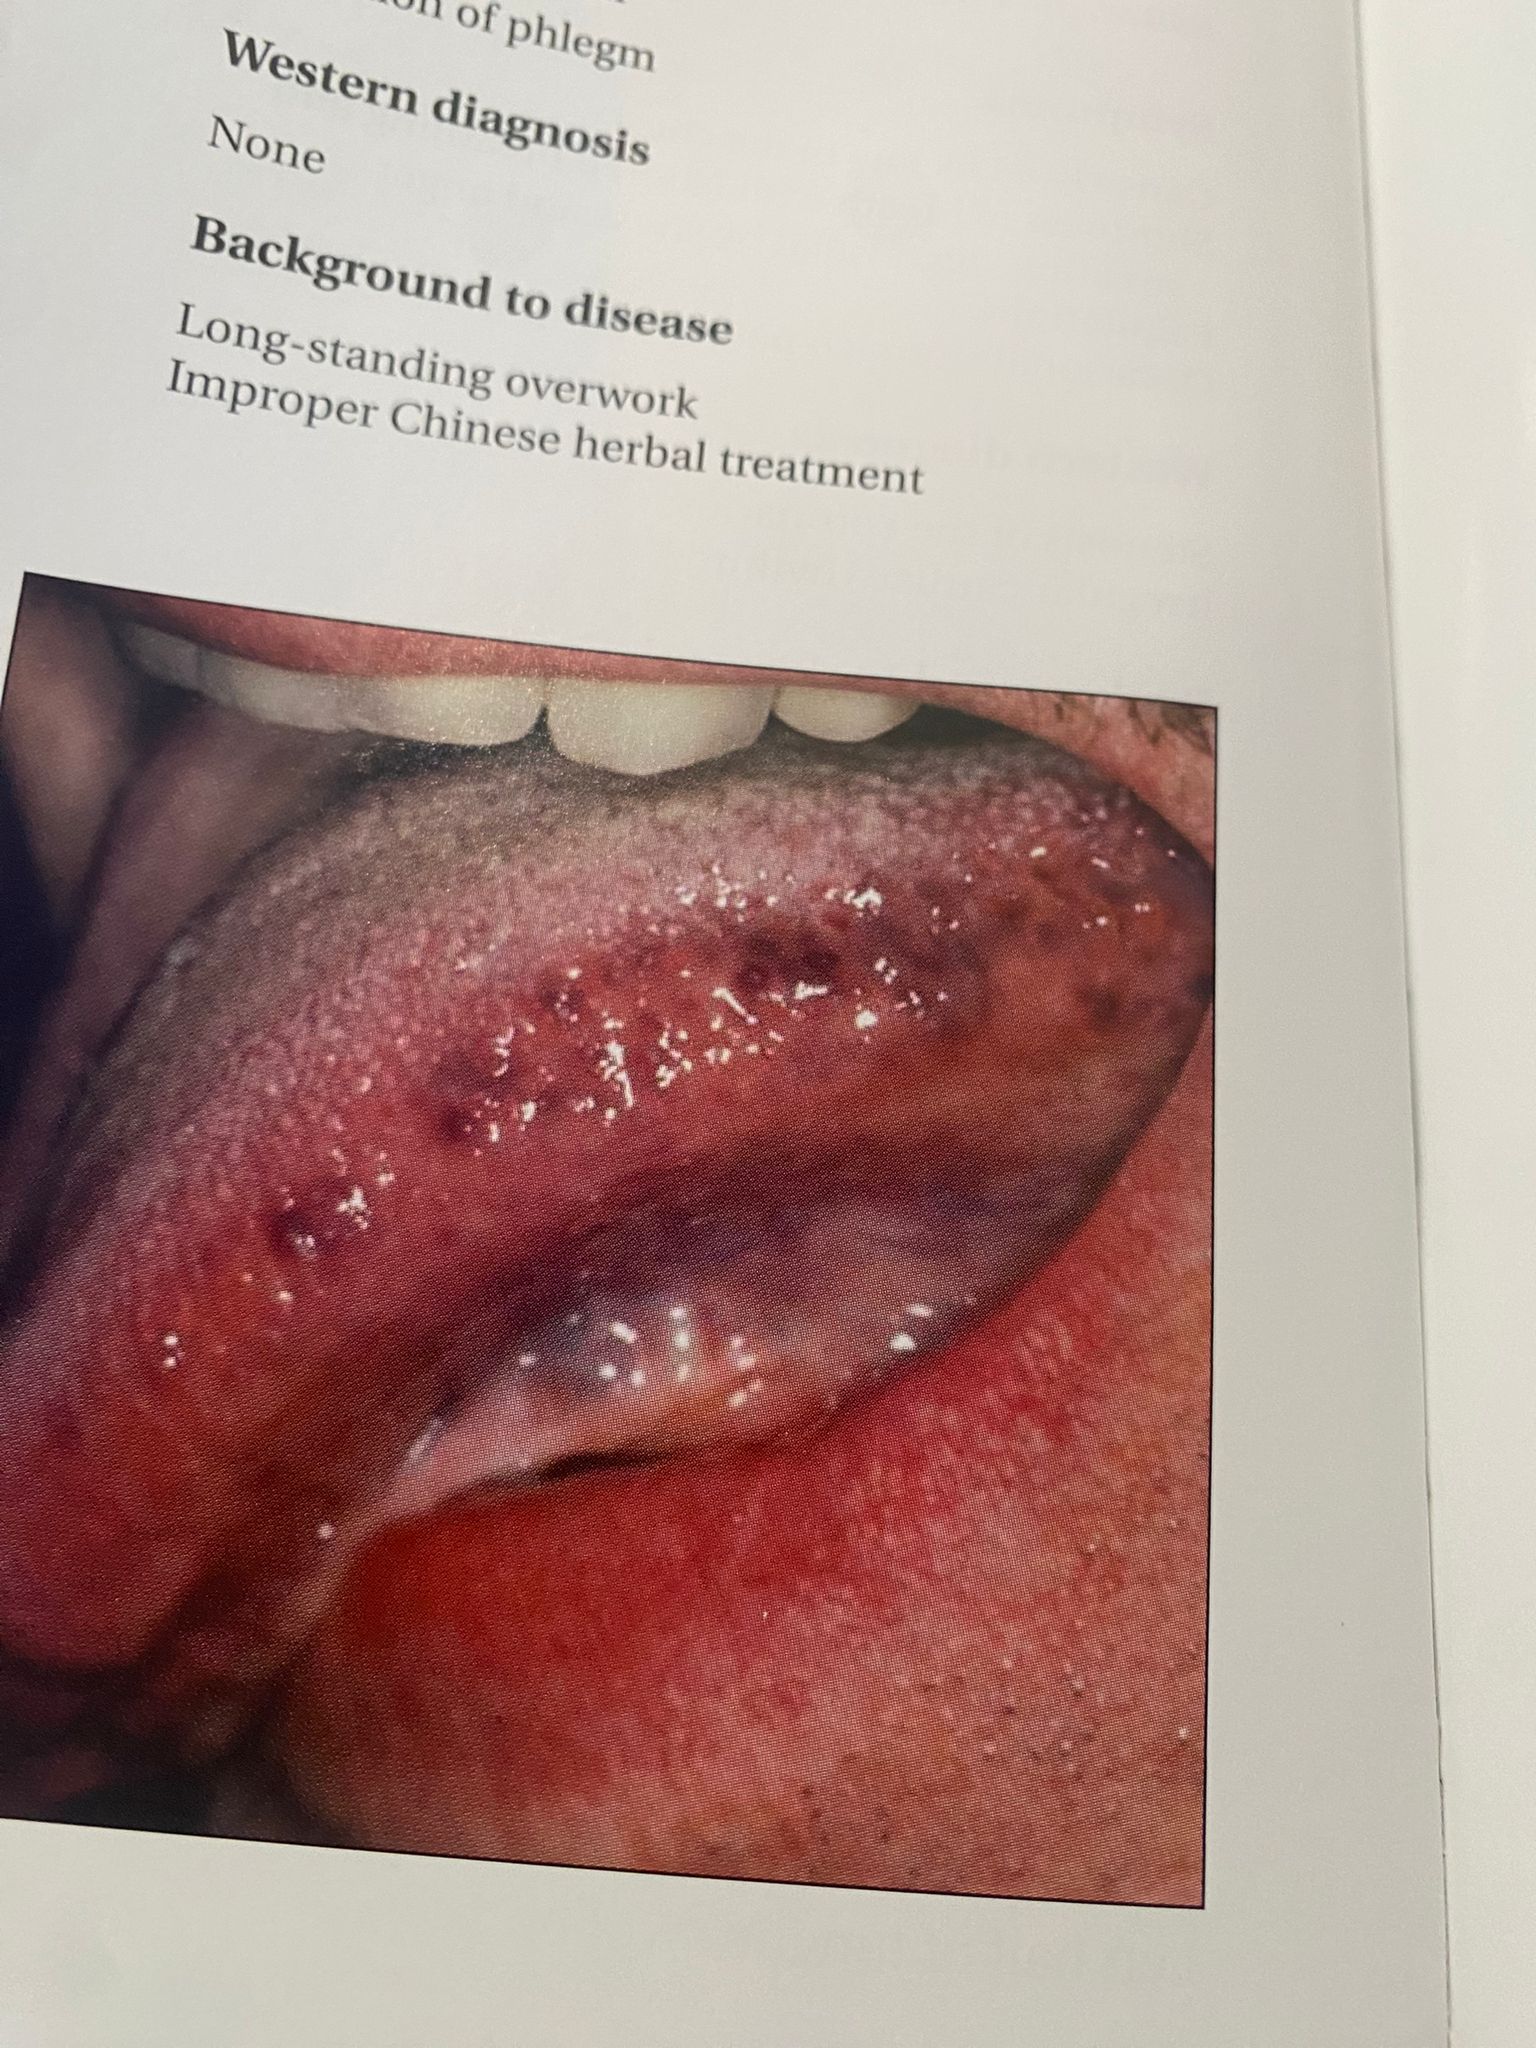 of phlegm
Western diagnosis
None
Background to disease
Long-standing overwork
Improper Chinese herbal treatment